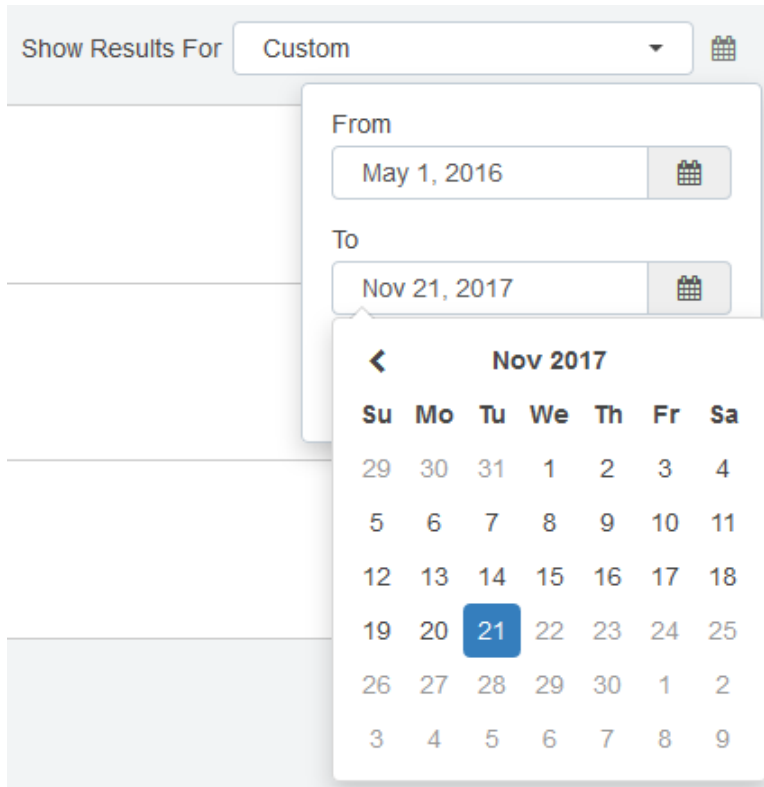 Show Results For Custom
From
May 1, 2016
To
Nov 21, 2017
Nov 2017
Su Mo Tu We Th Fr Sa
29 30 31 1 2 3 4
5 6 7 8 9 10 11
12 13 14 15 16 17 18
19 20 21 22 23 24 25
26 27 28 29 30 1 2
3 4 5 6 7 8 9